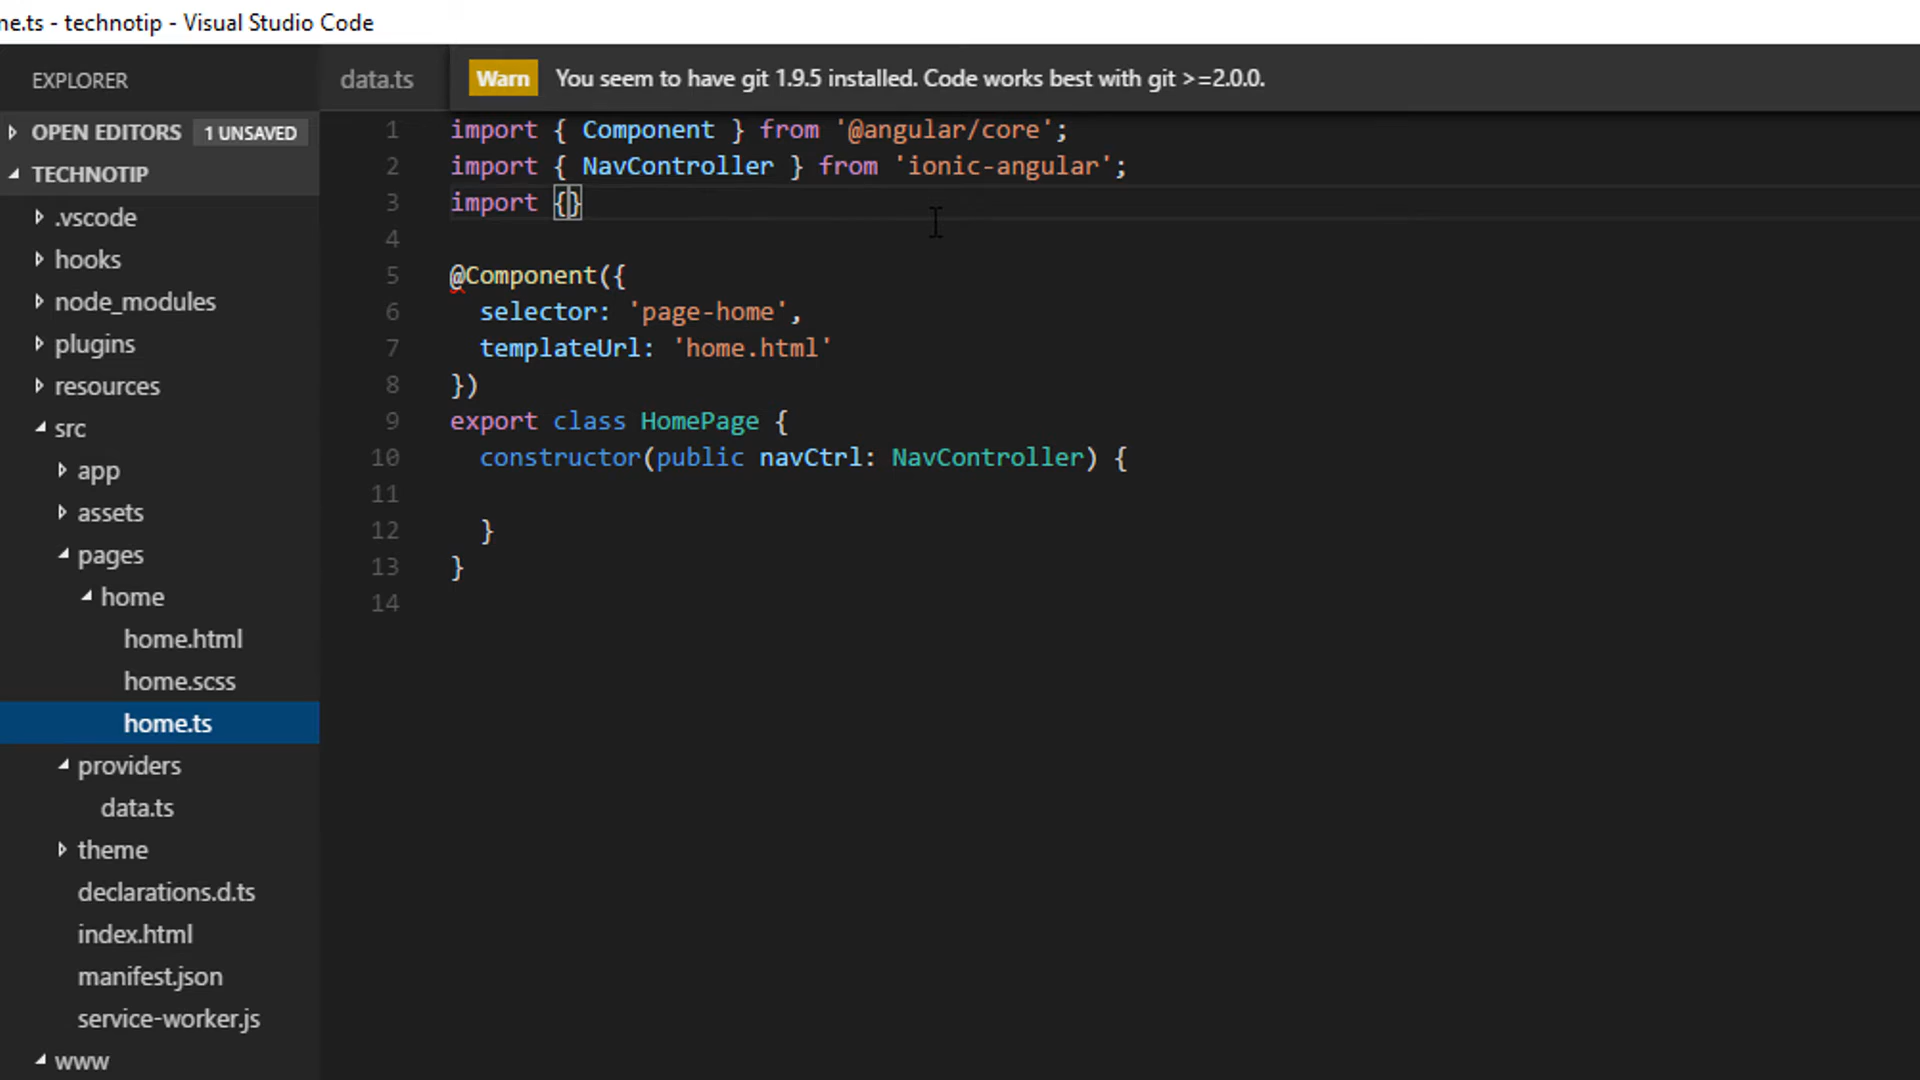 ne.ts - technotip - Visual Studio Code
EXPLORER
data.ts
Warn You seem to have git 1.9.5 installed. Code works best with git >=2.0.0.
OPEN EDITORS 1 UNSAVED
TECHNOTIP
.vscode
hooks
node_modules
plugins
resources
src
app
assets
pages
home
home.html
home.scss
home.ts
providers
data.ts
theme
declarations.d.ts
index.html
manifest.json
service-worker.js
www
1 import { Component } from '@angular/core';
2 import { NavController } from 'ionic-angular';
3 import {}
4
5 @Component({
6 selector: 'page-home',
7 templateUrl: 'home.html'
8 })
9 export class HomePage {
10 constructor(public navCtrl: NavController) {
11
12 }
13 }
14